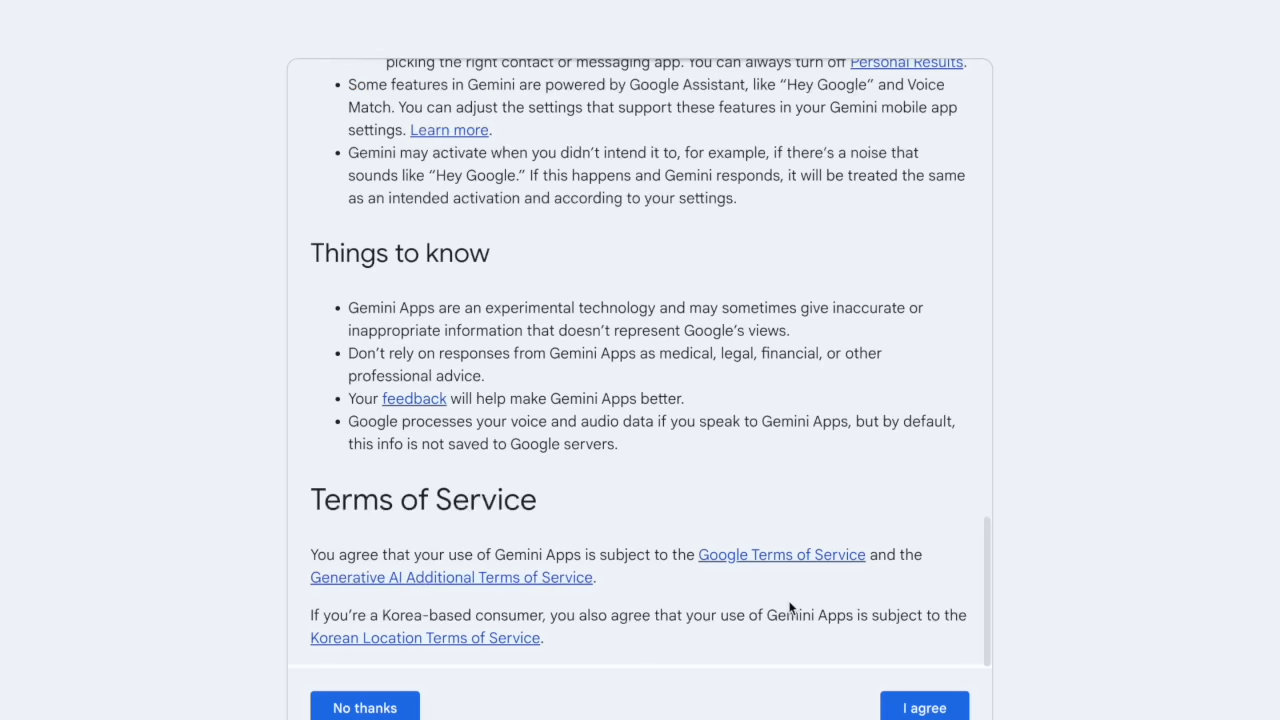 picking the right contact or messaging app. You can always turn off Personal Results.
• Some features in Gemini are powered by Google Assistant, like “Hey Google” and Voice
Match. You can adjust the settings that support these features in your Gemini mobile app
settings. Learn more.
• Gemini may activate when you didn’t intend it to, for example, if there’s a noise that
sounds like “Hey Google.” If this happens and Gemini responds, it will be treated the same
as an intended activation and according to your settings.
Things to know
• Gemini Apps are an experimental technology and may sometimes give inaccurate or
inappropriate information that doesn’t represent Google’s views.
• Don’t rely on responses from Gemini Apps as medical, legal, financial, or other
professional advice.
• Your feedback will help make Gemini Apps better.
• Google processes your voice and audio data if you speak to Gemini Apps, but by default,
this info is not saved to Google servers.
Terms of Service
You agree that your use of Gemini Apps is subject to the Google Terms of Service and the
Generative AI Additional Terms of Service.
If you’re a Korea-based consumer, you also agree that your use of Gemini Apps is subject to the
Korean Location Terms of Service.
No thanks
I agree